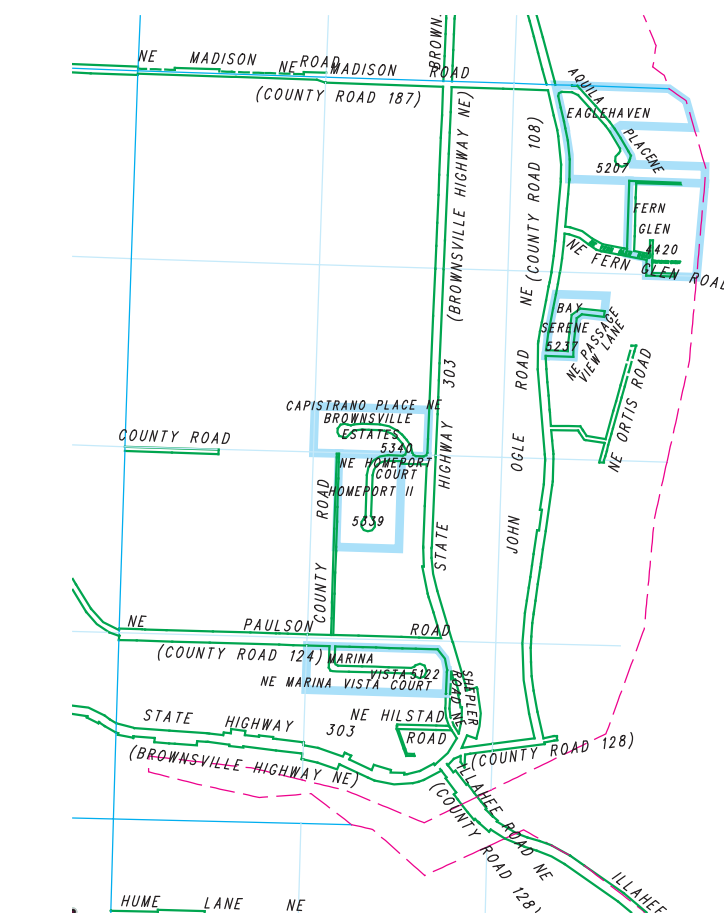 BROWNS
NE MADISON ROAD
NE MADISON ROAD
(COUNTY ROAD 187)
AQUILA
PLACENE
EAGLEHAVEN
5207
FERN
GLEN
4420
NE FERN GLEN ROAD
(BROWNSVILLE HIGHWAY NE)
STATE HIGHWAY 303
JOHN OGLE ROAD NE (COUNTY ROAD 108)
BAY
SERENE
5237
NE PASSAGE
VIEW LANE
NE ORTIS ROAD
CAPISTRANO PLACE NE
BROWNSVILLE
ESTATES
5340
COUNTY ROAD
NE HOMEPORT
COURT
HOMEPORT II
5339
COUNTY ROAD
NE PAULSON ROAD
(COUNTY ROAD 124)
MARINA
VISTA 5122
NE MARINA VISTA COURT
SHEPLER
ROAD NE
STATE HIGHWAY 303
(BROWNSVILLE HIGHWAY NE)
NE HILSTAD
ROAD
(COUNTY ROAD 128)
ILLAHEE ROAD NE
(COUNTY ROAD 128)
ILLAHEE
HUME LANE NE